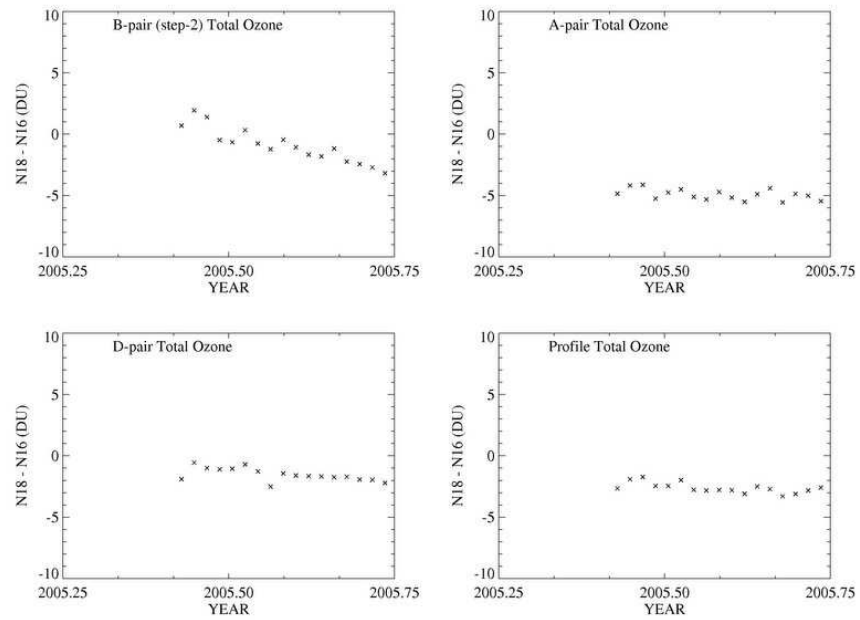 B-pair (step-2) Total Ozone
10
5
0
-5
-10
N18 - N16 (DU)
2005.25 2005.50 2005.75
YEAR
A-pair Total Ozone
10
5
0
-5
-10
N18 - N16 (DU)
2005.25 2005.50 2005.75
YEAR
D-pair Total Ozone
10
5
0
-5
-10
N18 - N16 (DU)
2005.25 2005.50 2005.75
YEAR
Profile Total Ozone
10
5
0
-5
-10
N18 - N16 (DU)
2005.25 2005.50 2005.75
YEAR